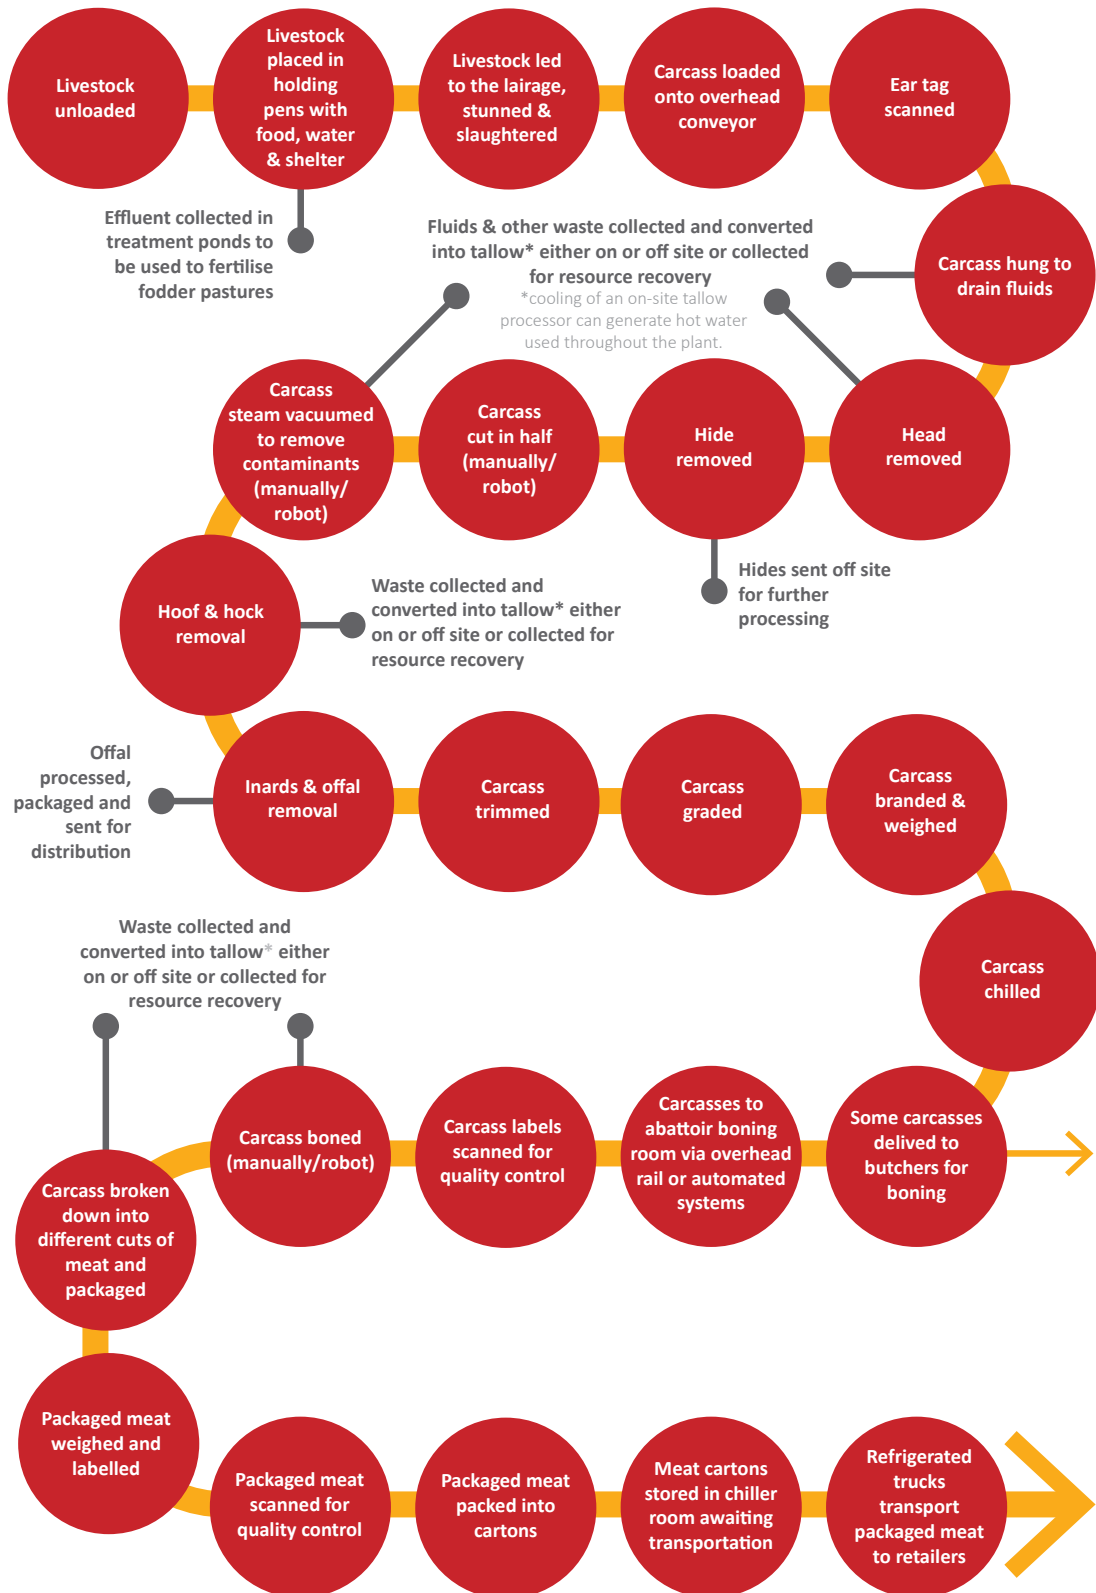 Livestock
unloaded
Livestock
placed in
holding
pens with
food, water
& shelter
Livestock led
to the lairage,
stunned &
slaughtered
Carcass loaded
onto overhead
conveyor
Ear tag
scanned
Effluent collected in
treatment ponds to
be used to fertilise
fodder pastures
Fluids & other waste collected and converted
into tallow* either on or off site or collected
for resource recovery
*cooling of an on-site tallow
processor can generate hot water
used throughout the plant.
Carcass hung to
drain fluids
Head
removed
Hide
removed
Carcass
cut in half
(manually/
robot)
Carcass
steam vacuumed
to remove
contaminants
(manually/
robot)
Hides sent off site
for further
processing
Hoof & hock
removal
Waste collected and
converted into tallow* either
on or off site or collected for
resource recovery
Offal
processed,
packaged and
sent for
distribution
Inards & offal
removal
Carcass
trimmed
Carcass
graded
Carcass
branded &
weighed
Carcass
chilled
Some carcasses
delived to
butchers for
boning
Carcasses to
abattoir boning
room via overhead
rail or automated
systems
Carcass labels
scanned for
quality control
Carcass boned
(manually/robot)
Waste collected and
converted into tallow* either
on or off site or collected for
resource recovery
Carcass broken
down into
different cuts of
meat and
packaged
Packaged meat
weighed and
labelled
Packaged meat
scanned for
quality control
Packaged meat
packed into
cartons
Meat cartons
stored in chiller
room awaiting
transportation
Refrigerated
trucks
transport
packaged meat
to retailers